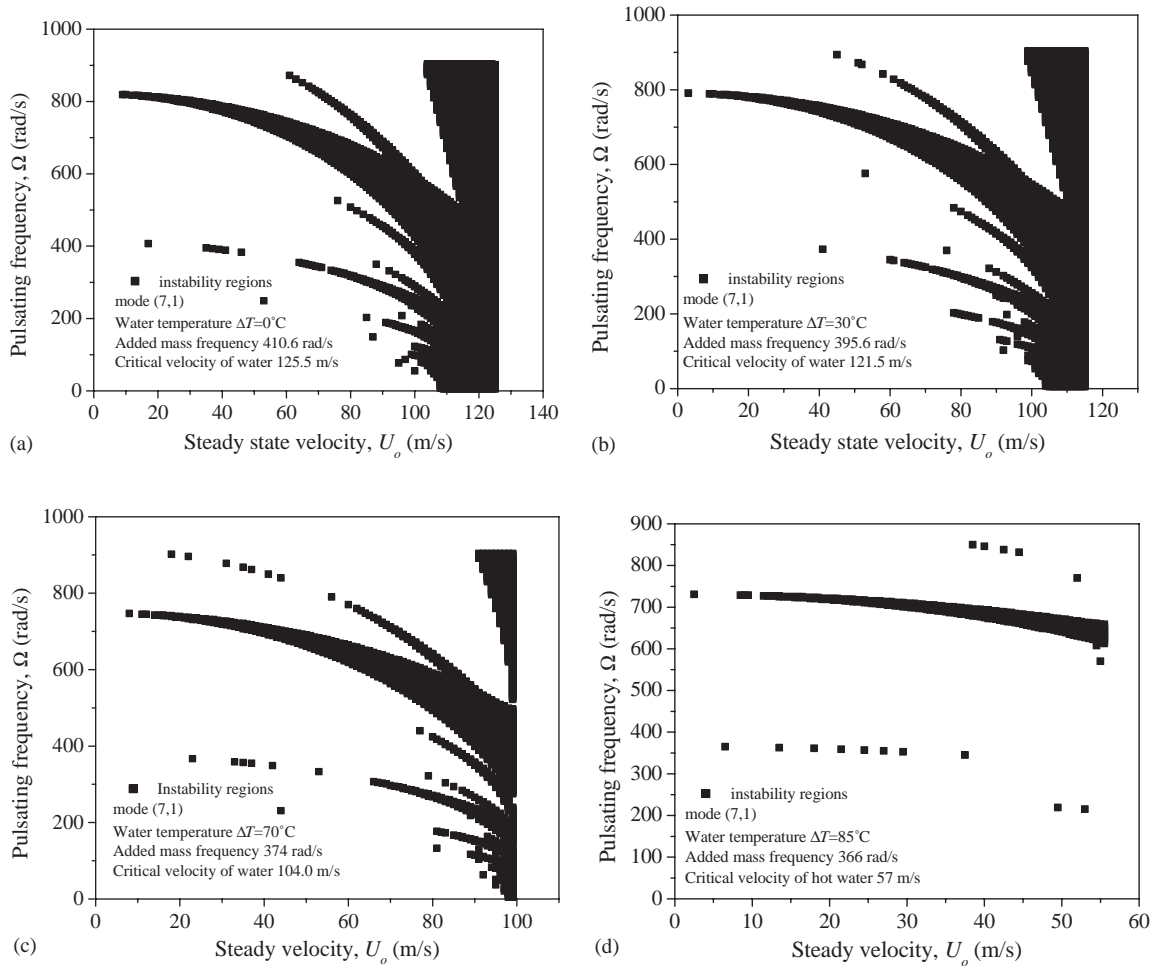 1000
800
600
400
200
0
Pulsating frequency, Ω (rad/s)
instability regions
mode (7,1)
Water temperature ΔT=0°C
Added mass frequency 410.6 rad/s
Critical velocity of water 125.5 m/s
0 20 40 60 80 100 120 140
(a)
Steady state velocity, Uo (m/s)
1000
800
600
400
200
0
Pulsating frequency, Ω (rad/s)
instability regions
mode (7,1)
Water temperature ΔT=30°C
Added mass frequency 395.6 rad/s
Critical velocity of water 121.5 m/s
0 20 40 60 80 100 120
(b)
Steady state velocity, Uo (m/s)
1000
800
600
400
200
0
Pulsating frequency, Ω (rad/s)
Instability regions
mode (7,1)
Water temperature ΔT=70°C
Added mass frequency 374 rad/s
Critical velocity of water 104.0 m/s
0 20 40 60 80 100
(c)
Steady velocity, Uo (m/s)
900
800
700
600
500
400
350
300
200
150
0
Pulsating frequency, Ω (rad/s)
instability regions
mode (7,1)
Water temperature ΔT=85°C
Added mass frequency 366 rad/s
Critical velocity of hot water 57 m/s
0 10 20 30 40 50 60
(d)
Steady velocity, Uo (m/s)